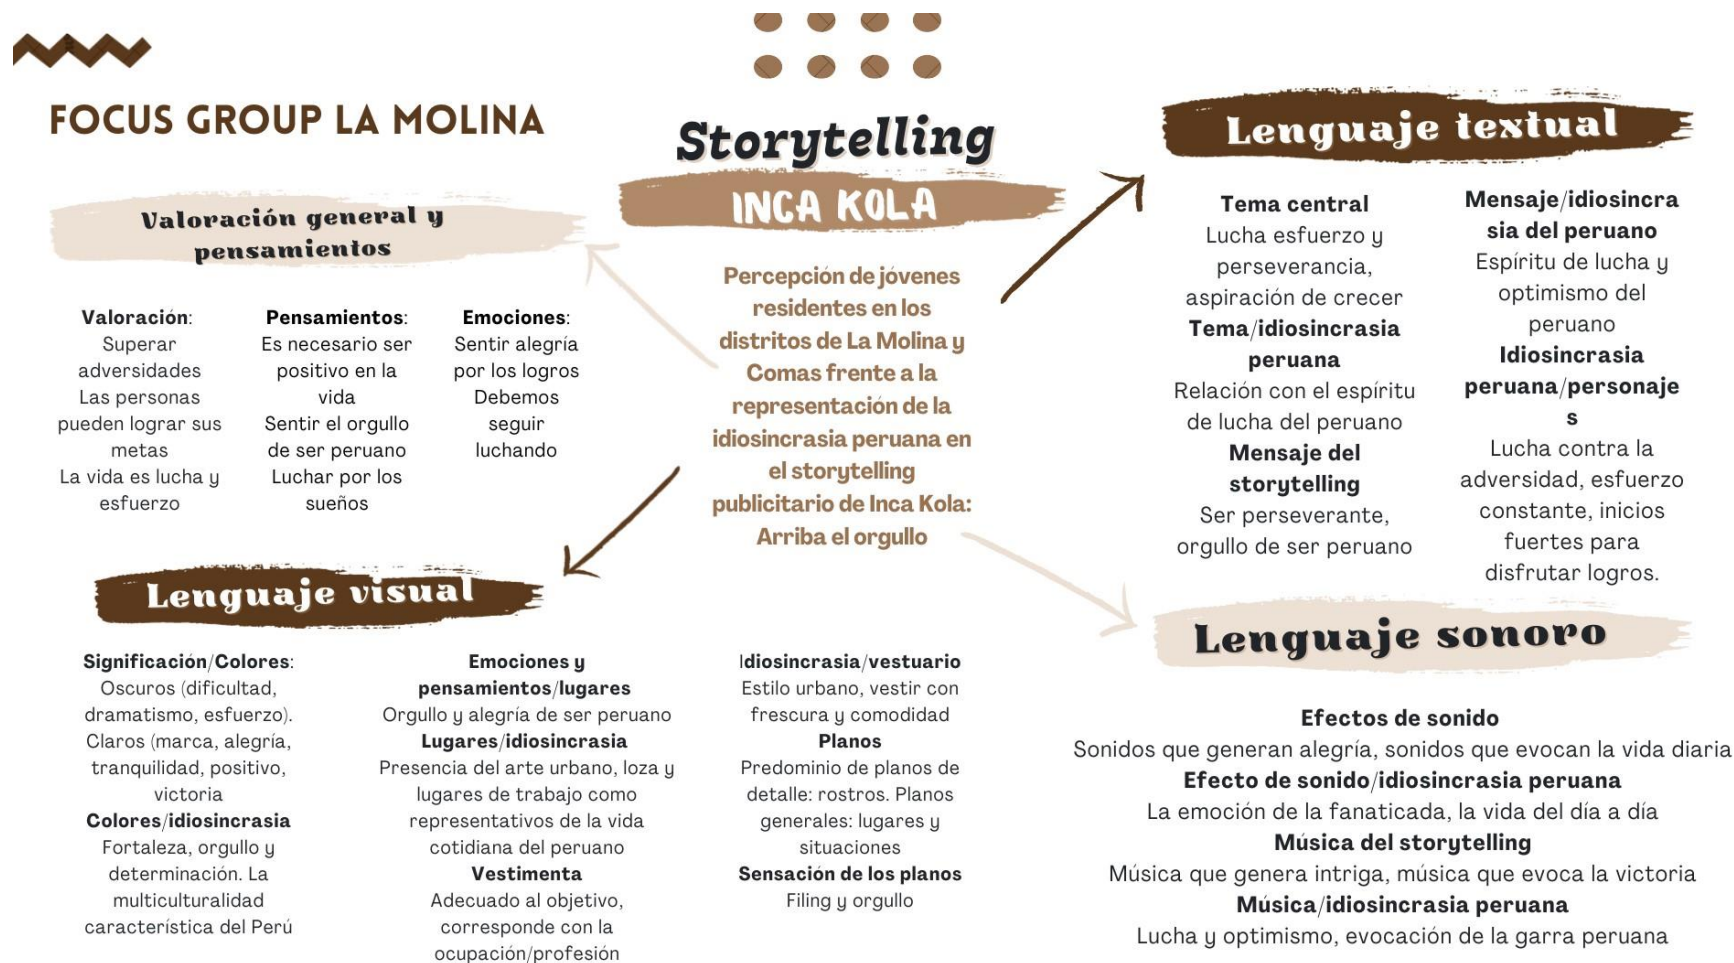 FOCUS GROUP LA MOLINA
Storytelling
INCA KOLA
Percepción de jóvenes
residentes en los
distritos de La Molina y
Comas frente a la
representación de la
idiosincrasia peruana en
el storytelling
publicitario de Inca Kola:
Arriba el orgullo
Valoración general y
pensamientos
Valoración:
Superar
adversidades
Las personas
pueden lograr sus
metas
La vida es lucha y
esfuerzo
Pensamientos:
Es necesario ser
positivo en la
vida
Sentir el orgullo
de ser peruano
Luchar por los
sueños
Emociones:
Sentir alegría
por los logros
Debemos
seguir
luchando
Lenguaje textual
Tema central
Lucha esfuerzo y
perseverancia,
aspiración de crecer
Tema/idiosincrasia
peruana
Relación con el espíritu
de lucha del peruano
Mensaje del
storytelling
Ser perseverante,
orgullo de ser peruano
Mensaje/idiosincra
sia del peruano
Espíritu de lucha y
optimismo del
peruano
Idiosincrasia
peruana/personaje
s
Lucha contra la
adversidad, esfuerzo
constante, inicios
fuertes para
disfrutar logros.
Lenguaje visual
Significación/Colores:
Oscuros (dificultad,
dramatismo, esfuerzo).
Claros (marca, alegría,
tranquilidad, positivo,
victoria
Colores/idiosincrasia
Fortaleza, orgullo y
determinación. La
multiculturalidad
característica del Perú
Emociones y
pensamientos/lugares
Orgullo y alegría de ser peruano
Lugares/idiosincrasia
Presencia del arte urbano, loza y
lugares de trabajo como
representativos de la vida
cotidiana del peruano
Vestimenta
Adecuado al objetivo,
corresponde con la
ocupación/profesión
Idiosincrasia/vestuario
Estilo urbano, vestir con
frescura y comodidad
Planos
Predominio de planos de
detalle: rostros. Planos
generales: lugares y
situaciones
Sensación de los planos
Filing y orgullo
Lenguaje sonoro
Efectos de sonido
Sonidos que generan alegría, sonidos que evocan la vida diaria
Efecto de sonido/idiosincrasia peruana
La emoción de la fanaticada, la vida del día a día
Música del storytelling
Música que genera intriga, música que evoca la victoria
Música/idiosincrasia peruana
Lucha y optimismo, evocación de la garra peruana